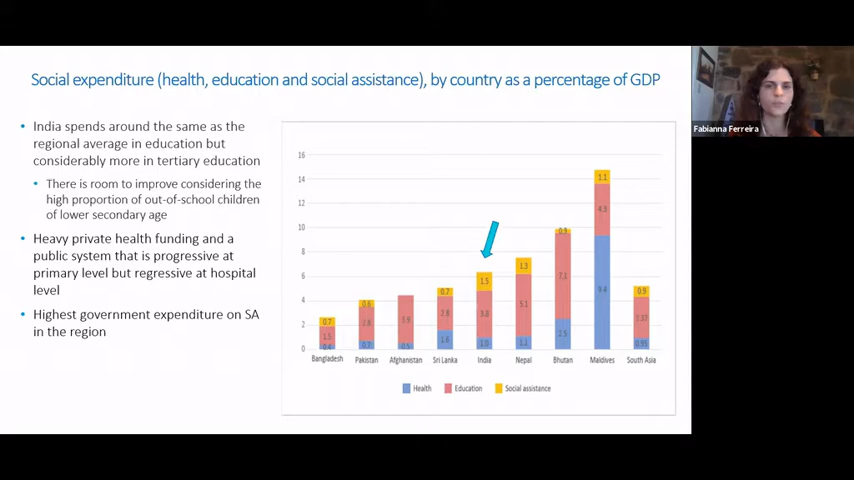 Social expenditure (health, education and social assistance), by country as a percentage of GDP
Fabianna Ferreira
• India spends around the same as the
regional average in education but
considerably more in tertiary education
• There is room to improve considering the
high proportion of out-of-school children
of lower secondary age
• Heavy private health funding and a
public system that is progressive at
primary level but regressive at hospital
level
• Highest government expenditure on SA
in the region
16
14
12
10
8
6
4
2
0
0.7 1.5 0.4
0.6 2.8 0.7
3.9 0.5
0.7 2.8 1.6
1.5 3.8 1.0
1.3 5.1 1.1
0.3 7.1 2.5
1.1 4.3 9.4
0.9 3.37 0.95
Bangladesh Pakistan Afghanistan Sri Lanka India Nepal Bhutan Maldives South Asia
Health Education Social assistance